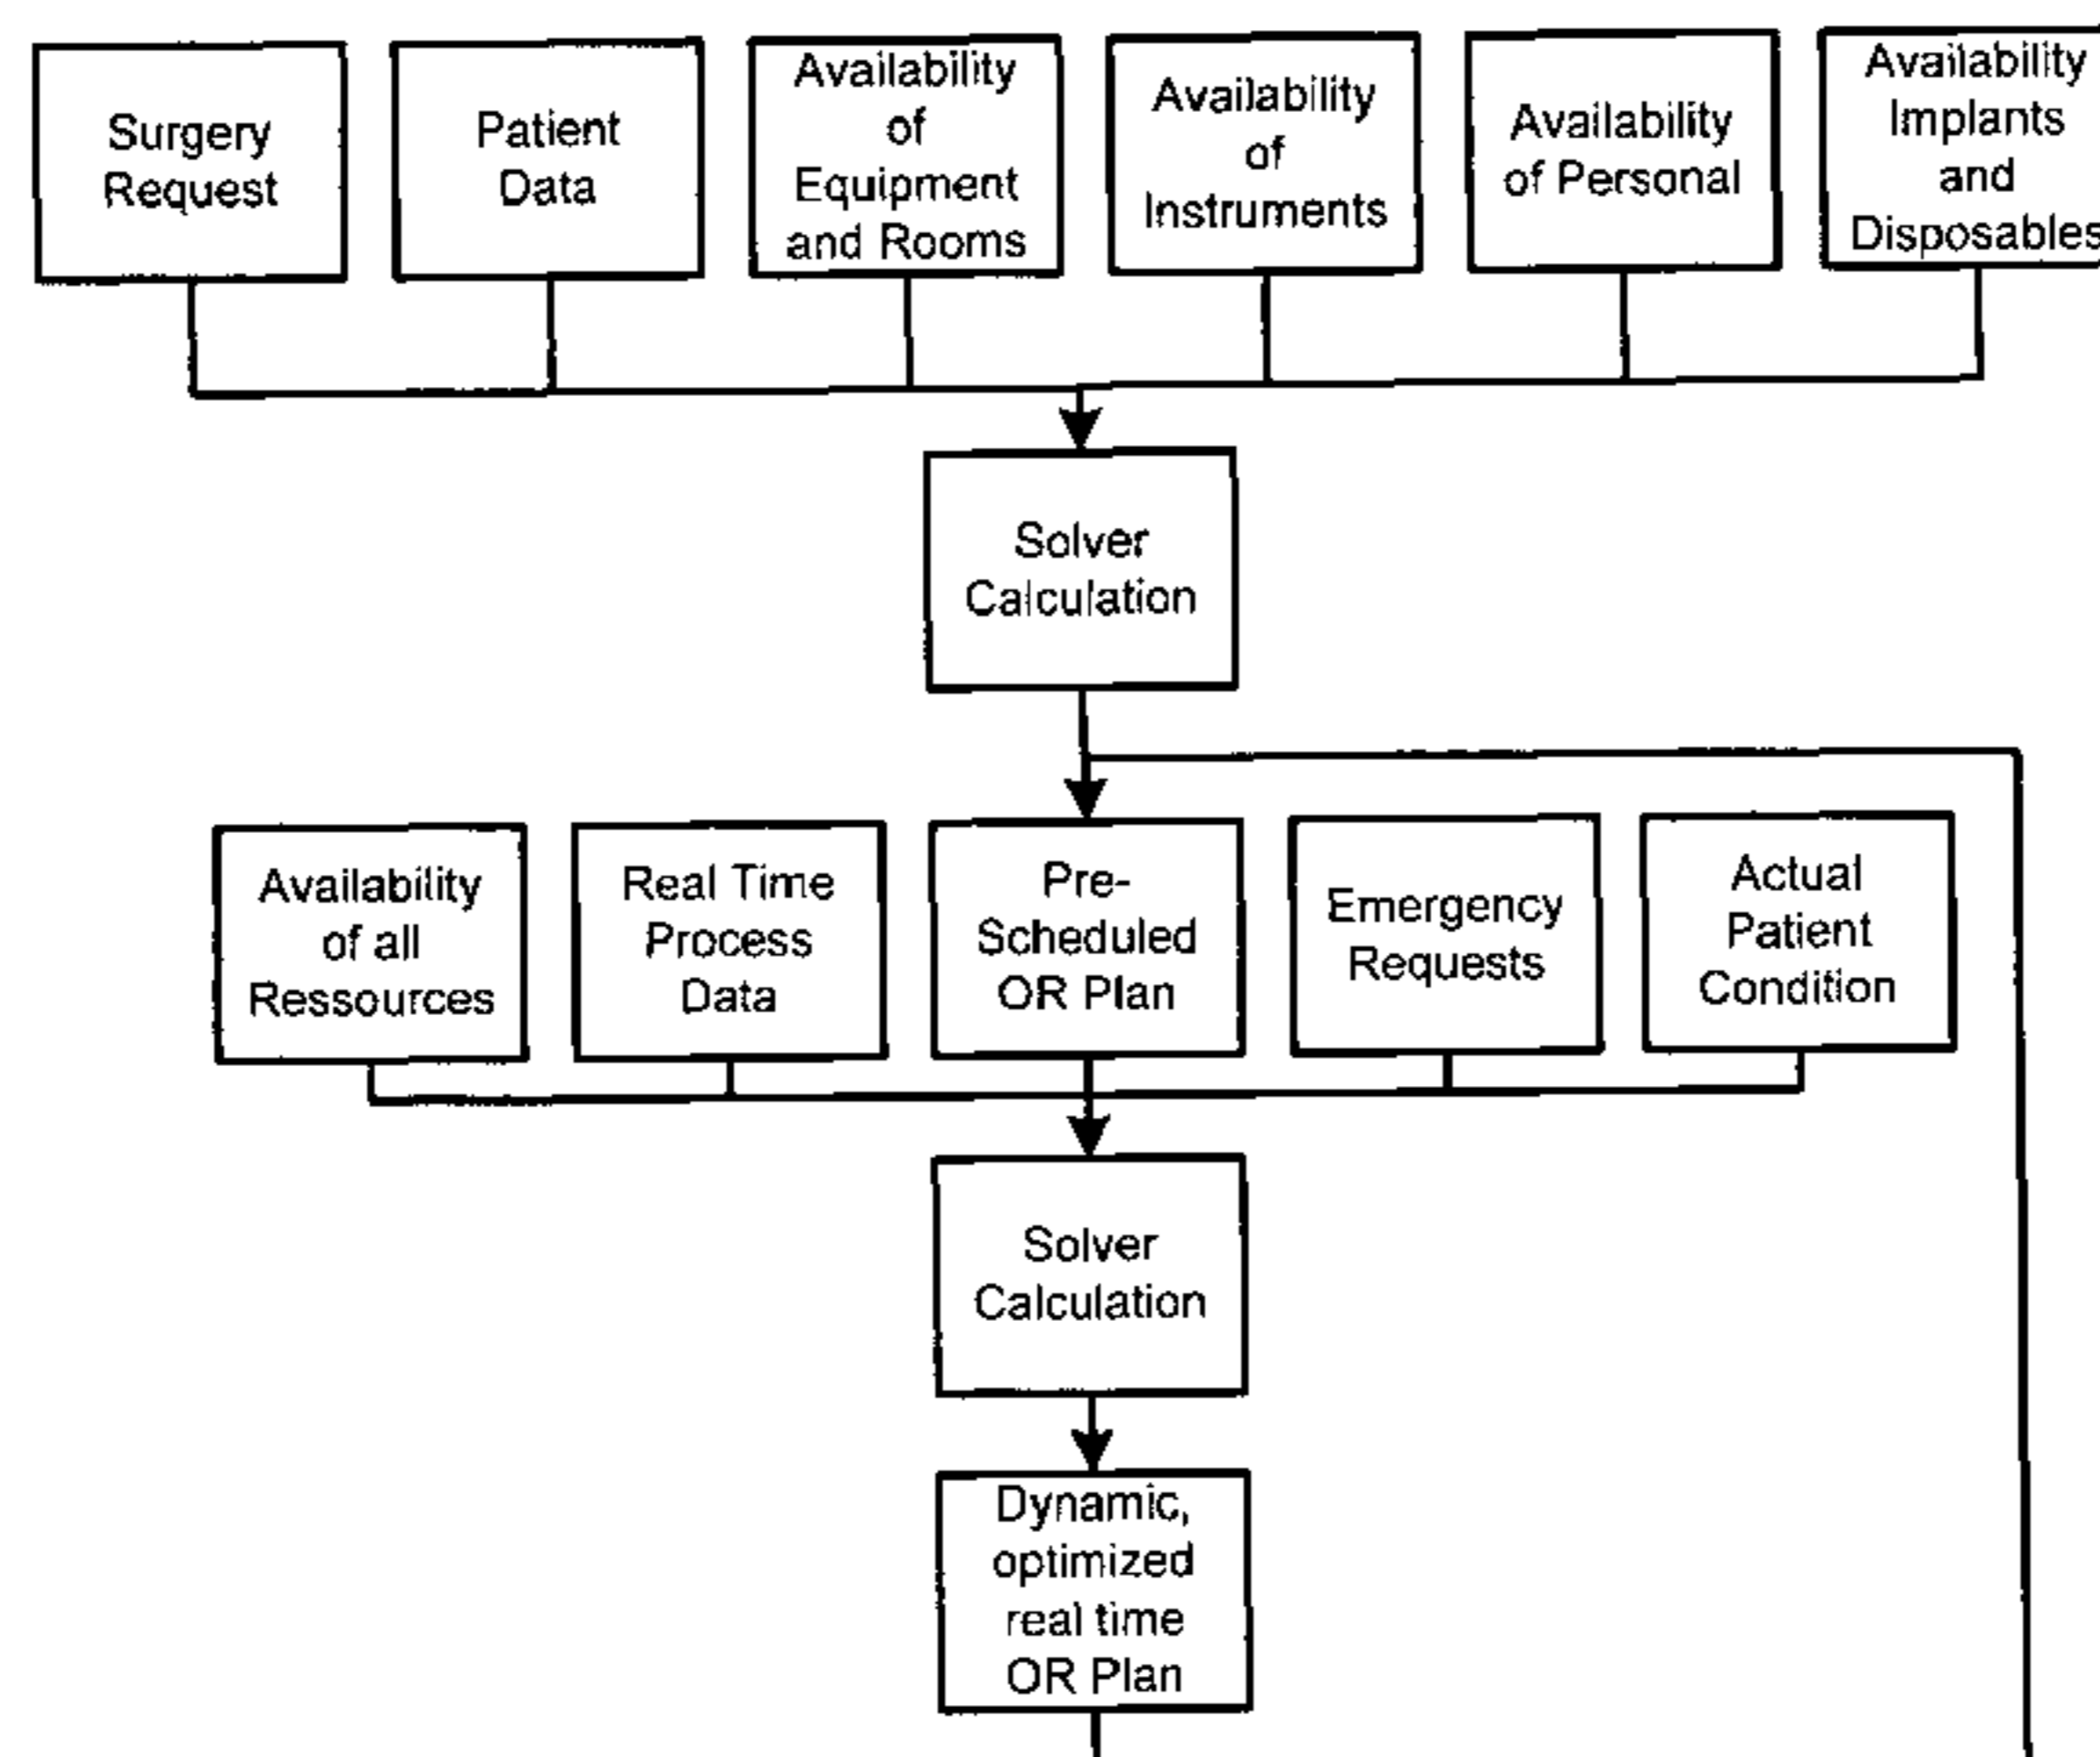 Surgery
Request
Patient
Data
Availability
of
Equipment
and Rooms
Availability
of
Instruments
Availability
of Personal
Availability
Implants
and
Disposables
Solver
Calculation
Availability
of all
Ressources
Real Time
Process
Data
Pre-
Scheduled
OR Plan
Emergency
Requests
Actual
Patient
Condition
Solver
Calculation
Dynamic,
optimized
real time
OR Plan